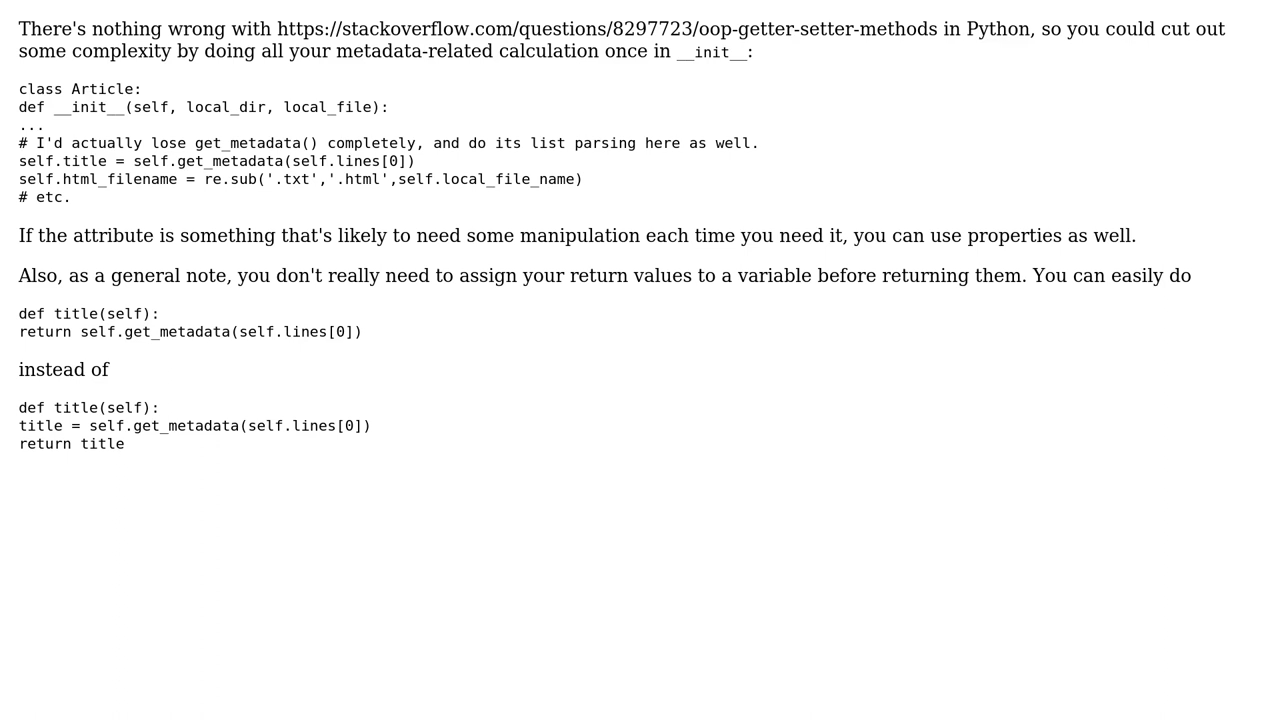 There's nothing wrong with https://stackoverflow.com/questions/8297723/oop-getter-setter-methods in Python, so you could cut out
some complexity by doing all your metadata-related calculation once in __init__:
class Article:
def __init__(self, local_dir, local_file):
...
# I'd actually lose get_metadata() completely, and do its list parsing here as well.
self.title = self.get_metadata(self.lines[0])
self.html_filename = re.sub('.txt','.html',self.local_file_name)
# etc.
If the attribute is something that's likely to need some manipulation each time you need it, you can use properties as well.
Also, as a general note, you don't really need to assign your return values to a variable before returning them. You can easily do
def title(self):
return self.get_metadata(self.lines[0])
instead of
def title(self):
title = self.get_metadata(self.lines[0])
return title